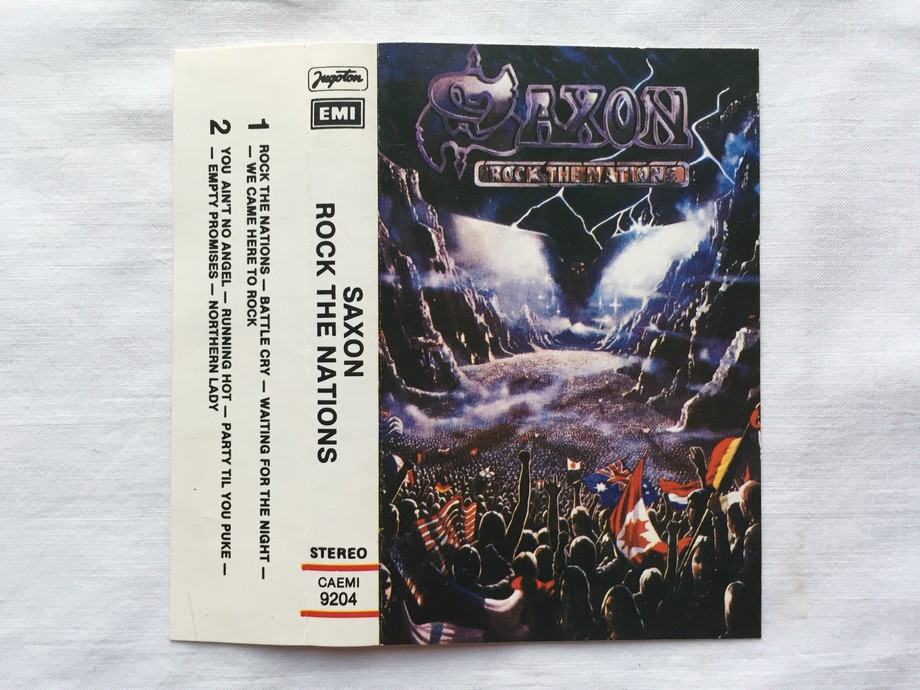 Jugoton
EMI
1 ROCK THE NATIONS — BATTLE CRY — WAITING FOR THE NIGHT —
— WE CAME HERE TO ROCK
2 YOU AIN'T NO ANGEL — RUNNING HOT — PARTY TIL YOU PUKE —
— EMPTY PROMISES — NORTHERN LADY
SAXON
ROCK THE NATIONS
STEREO
CAEMI
9204
SAXON
ROCK THE NATIONS